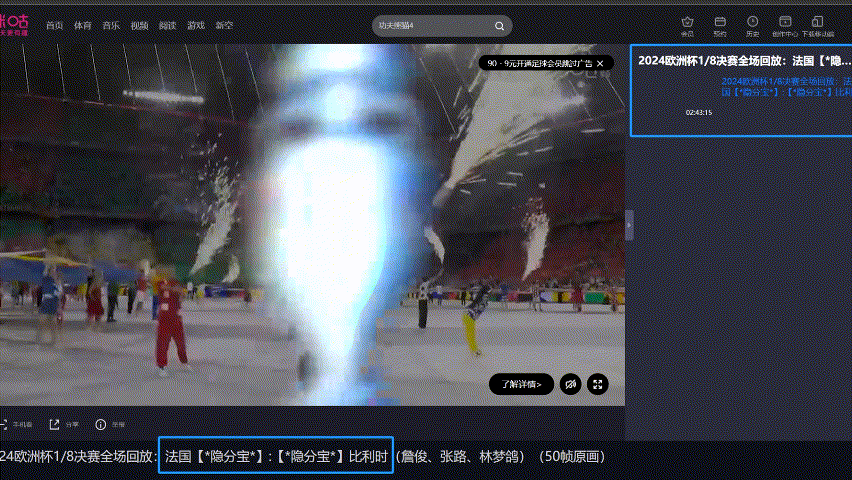 咪咕
首页 体育 音乐 视频 阅读 游戏 新空
功夫熊猫4
会员 预约 历史 创作中心 下载移动端
90 - 9元开通足球会员跳过广告 ×
2024欧洲杯1/8决赛全场回放：法国【*隐...
2024欧洲杯1/8决赛全场回放：法
国【*隐分宝*】:【*隐分宝*】比利
02:43:15
了解详情>
手机看 分享 举报
24欧洲杯1/8决赛全场回放：法国【*隐分宝*】:【*隐分宝*】比利时（詹俊、张路、林梦鸽）（50帧原画）